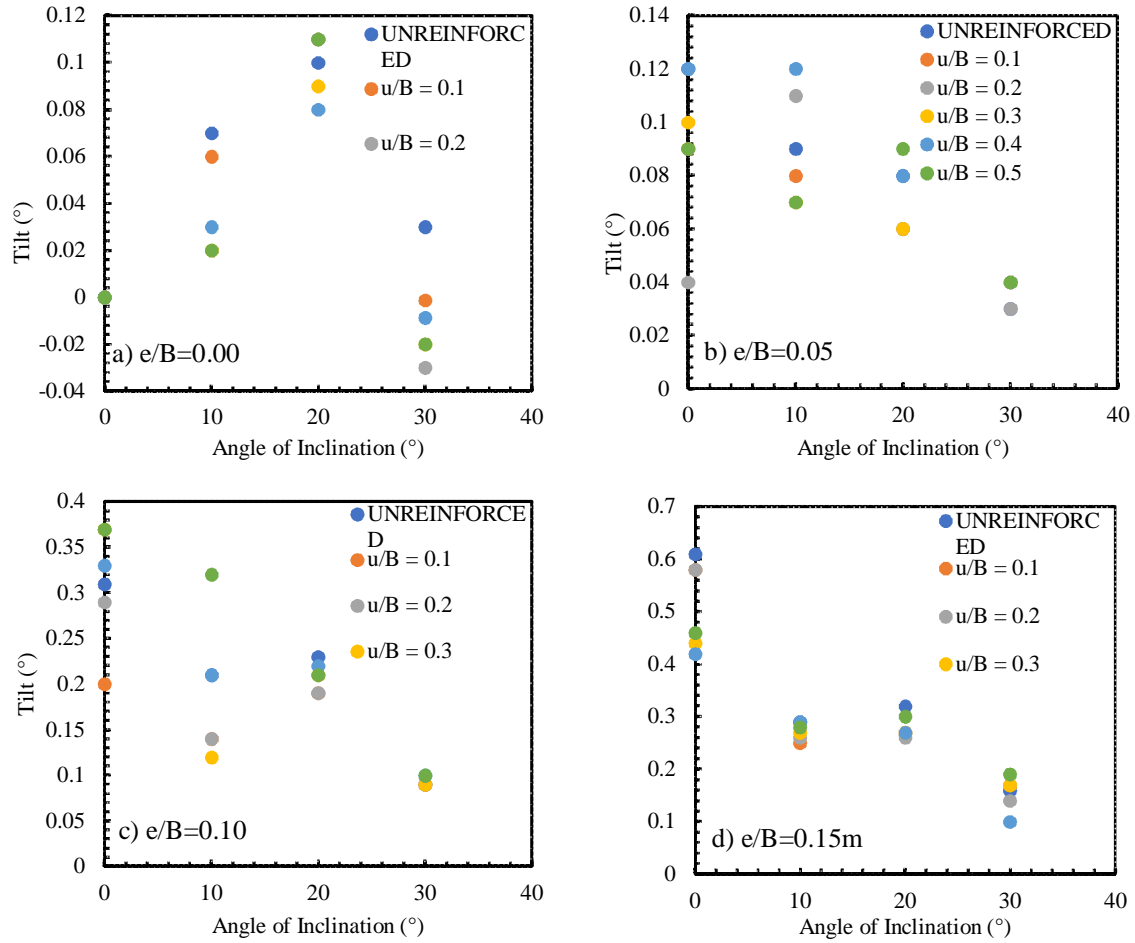 0.12
0.1
0.08
0.06
0.04
0.02
0
-0.02
-0.04
Tilt (°)
UNREINFORC
ED
u/B = 0.1
u/B = 0.2
a) e/B=0.00
0 10 20 30 40
Angle of Inclination (°)
0.14
0.12
0.1
0.08
0.06
0.04
0.02
0
Tilt (°)
UNREINFORCED
u/B = 0.1
u/B = 0.2
u/B = 0.3
u/B = 0.4
u/B = 0.5
b) e/B=0.05
0 10 20 30 40
Angle of Inclination (°)
0.4
0.35
0.3
0.25
0.2
0.15
0.1
0.05
0
Tilt (°)
UNREINFORCE
D
u/B = 0.1
u/B = 0.2
u/B = 0.3
c) e/B=0.10
0 10 20 30 40
Angle of Inclination (°)
0.7
0.6
0.5
0.4
0.3
0.2
0.1
0
Tilt (°)
UNREINFORC
ED
u/B = 0.1
u/B = 0.2
u/B = 0.3
d) e/B=0.15m
0 10 20 30 40
Angle of Inclination (°)